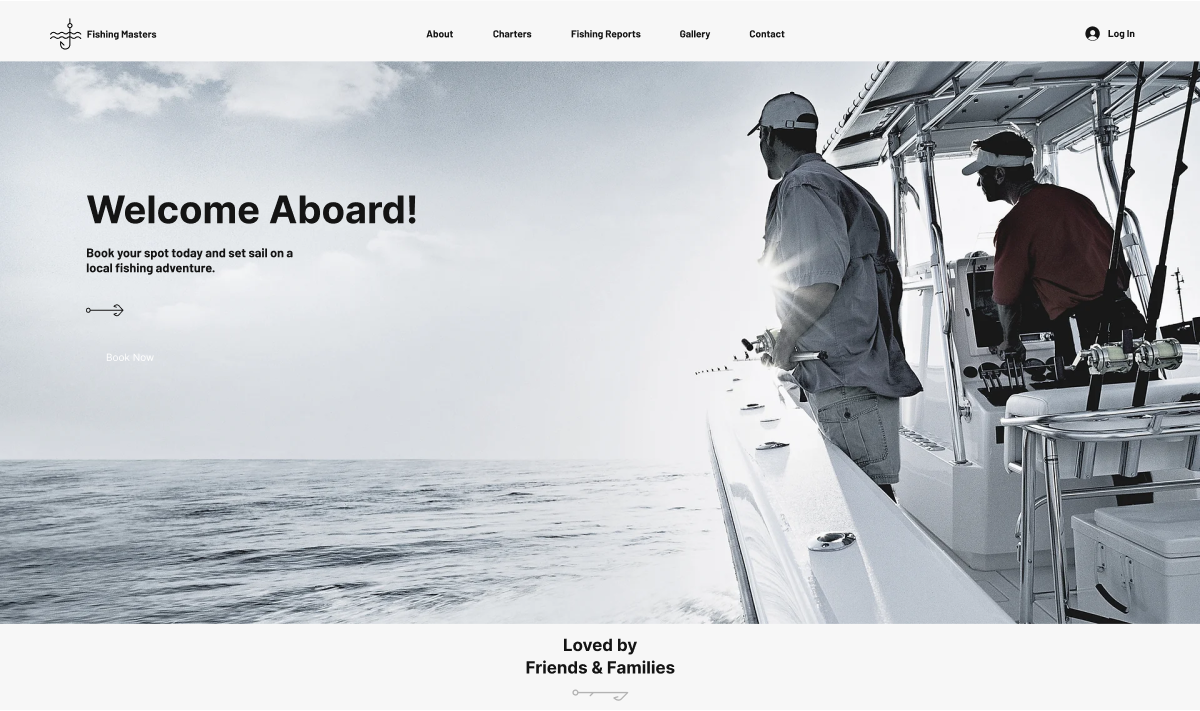 Fishing Masters
About
Charters
Fishing Reports
Gallery
Contact
Log In
Welcome Aboard!
Book your spot today and set sail on a
local fishing adventure.
Book Now
Loved by
Friends & Families